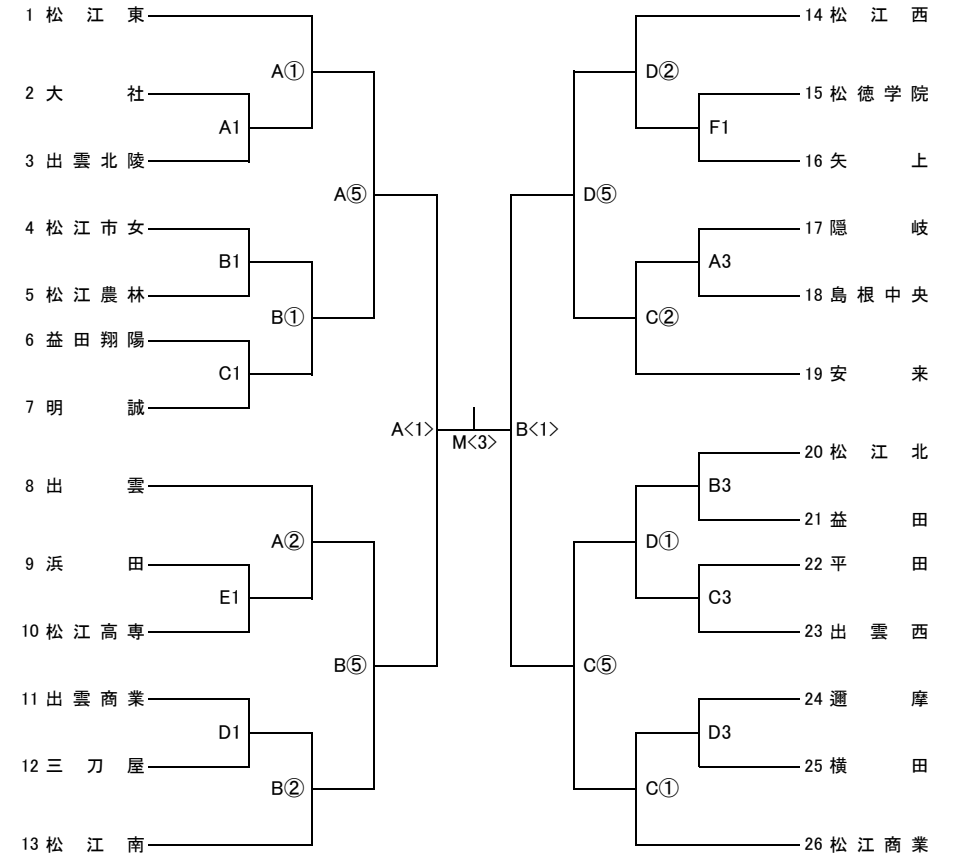 1 松江東
A①
2 大社
A1
3 出雲北陵
A⑤
4 松江市女
B1
5 松江農林
B①
6 益田翔陽
C1
7 明誠
A<1>
8 出雲
A②
9 浜田
E1
10 松江高専
B⑤
11 出雲商業
D1
12 三刀屋
B②
13 松江南
M<3>
14 松江西
D②
15 松徳学院
F1
16 矢上
D⑤
17 隠岐
A3
18 島根中央
C②
19 安来
B<1>
20 松江北
B3
21 益田
D①
22 平田
C3
23 出雲西
C⑤
24 邇摩
D3
25 横田
C①
26 松江商業